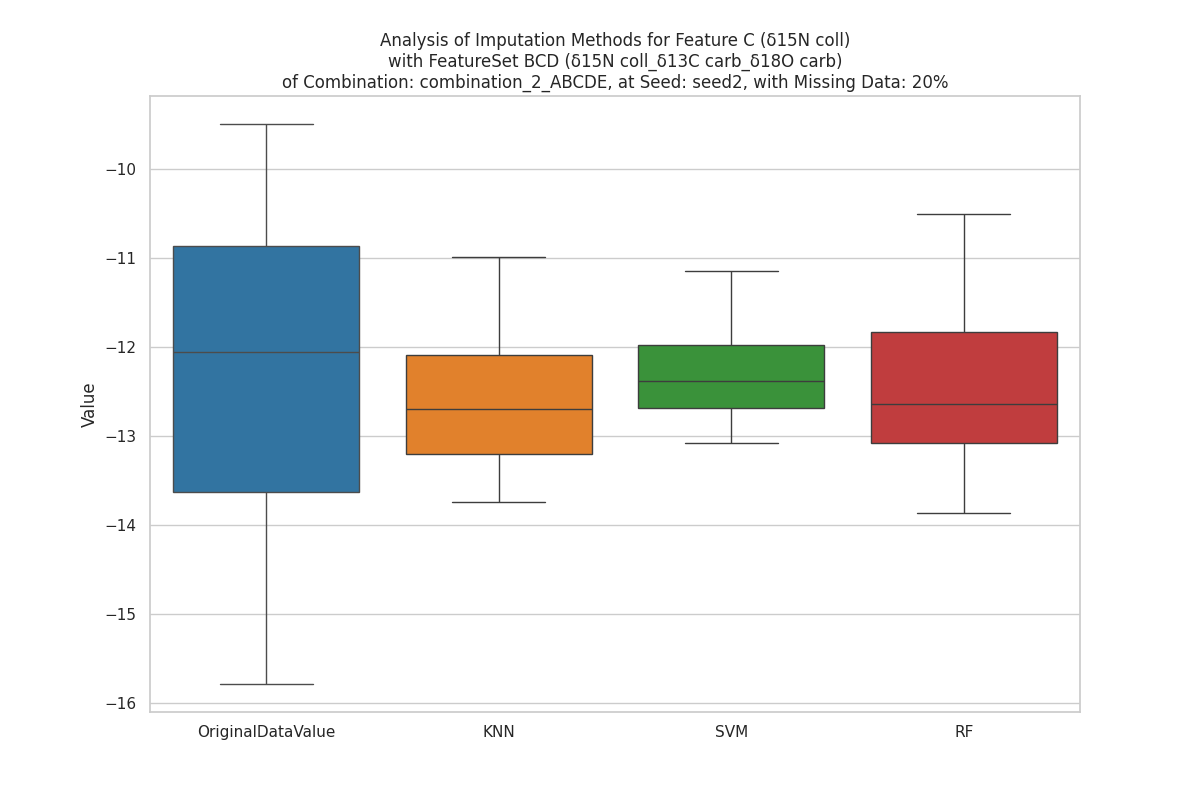 Analysis of Imputation Methods for Feature C (δ15N coll)
with FeatureSet BCD (δ15N coll_δ13C carb_δ18O carb)
of Combination: combination_2_ABCDE, at Seed: seed2, with Missing Data: 20%
Value
−10
−11
−12
−13
−14
−15
−16
OriginalDataValue
KNN
SVM
RF